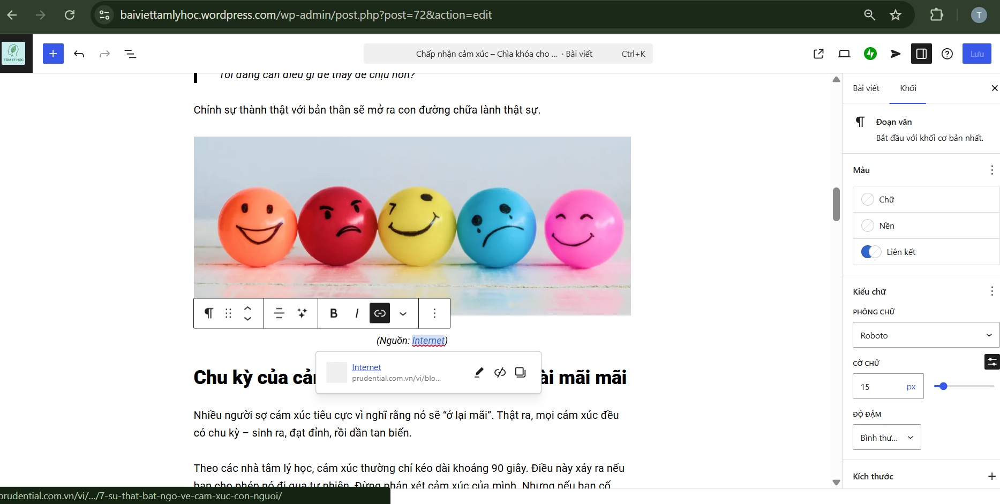 baiviettamlyhoc.wordpress.com/wp-admin/post.php?post=72&action=edit
T
TÂM LÝ HỌC
Chấp nhận cảm xúc – Chìa khóa cho ... · Bài viết Ctrl+K
Lưu
Tôi đang cần điều gì để thấy dễ chịu hơn?
Chính sự thành thật với bản thân sẽ mở ra con đường chữa lành thật sự.
B I
(Nguồn: Internet)
Internet
prudential.com.vn/vi/blo...
Chu kỳ của cả
ài mãi mãi
Nhiều người sợ cảm xúc tiêu cực vì nghĩ rằng nó sẽ “ở lại mãi”. Thật ra, mọi cảm xúc đều
có chu kỳ – sinh ra, đạt đỉnh, rồi dần tan biến.
Theo các nhà tâm lý học, cảm xúc thường chỉ kéo dài khoảng 90 giây. Điều này xảy ra nếu
bạn cho phép nó đi qua tự nhiên. Đừng phán xét cảm xúc của mình. Nhưng nếu bạn cố
prudential.com.vn/vi/.../7-su-that-bat-ngo-ve-cam-xuc-con-nguoi/
Bài viết Khối
Đoạn văn
Bắt đầu với khối cơ bản nhất.
Màu
Chữ
Nền
Liên kết
Kiểu chữ
PHÔNG CHỮ
Roboto
CỠ CHỮ
15 px
ĐỘ ĐẬM
Bình thư...
Kích thước